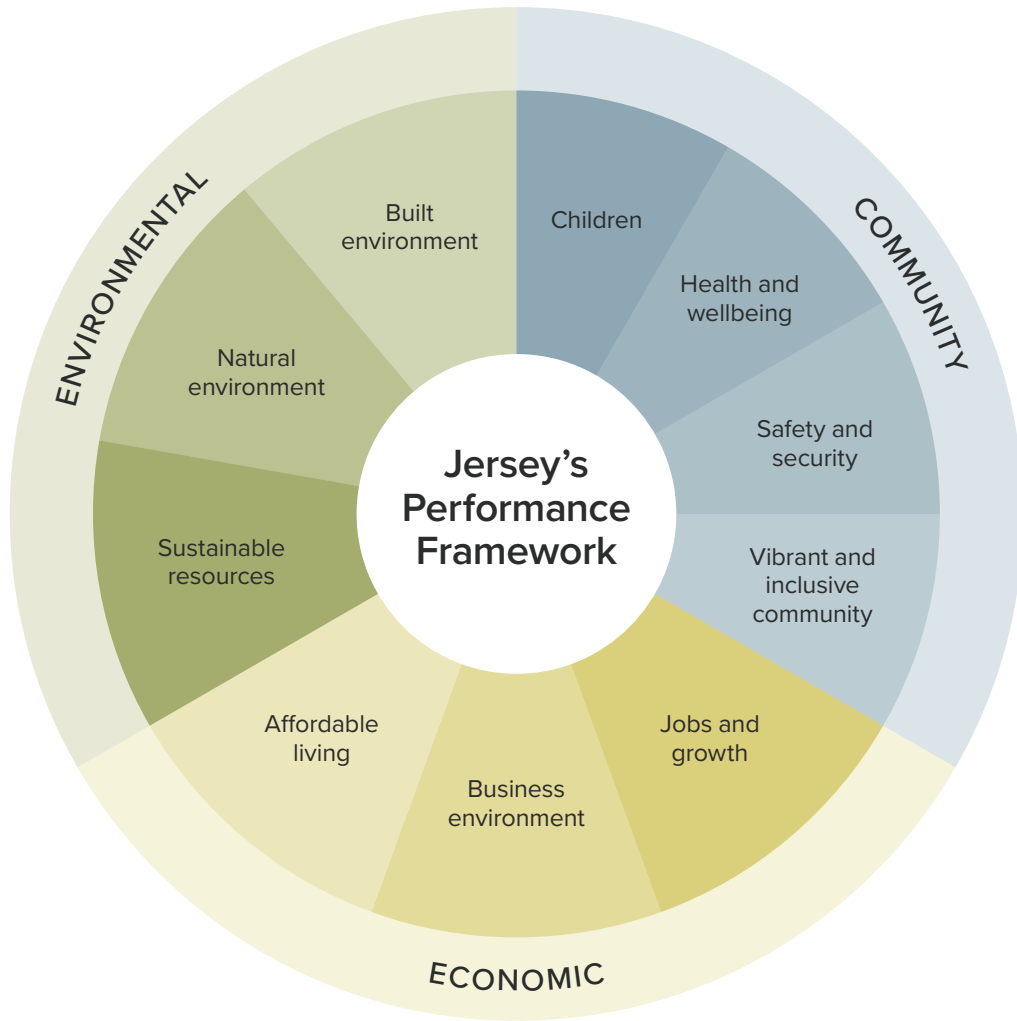 Jersey’s
Performance
Framework
COMMUNITY
Children
Health and
wellbeing
Safety and
security
Vibrant and
inclusive
community
ECONOMIC
Jobs and
growth
Business
environment
Affordable
living
ENVIRONMENTAL
Sustainable
resources
Natural
environment
Built
environment